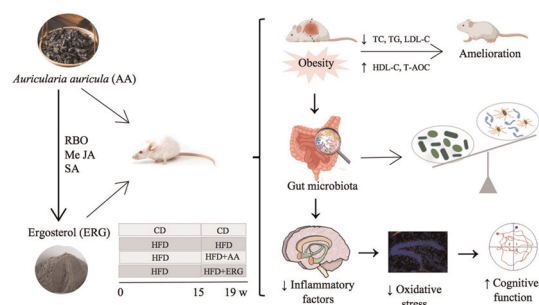 Auricularia auricula (AA)
RBO
Me JA
SA
Ergosterol (ERG)
CD CD
HFD HFD
HFD HFD+AA
HFD HFD+ERG
0 15 19 w
Obesity
↓ TC, TG, LDL-C
↑ HDL-C, T-AOC
Amelioration
Gut microbiota
↓ Inflammatory
factors
↓ Oxidative
stress
↑ Cognitive
function